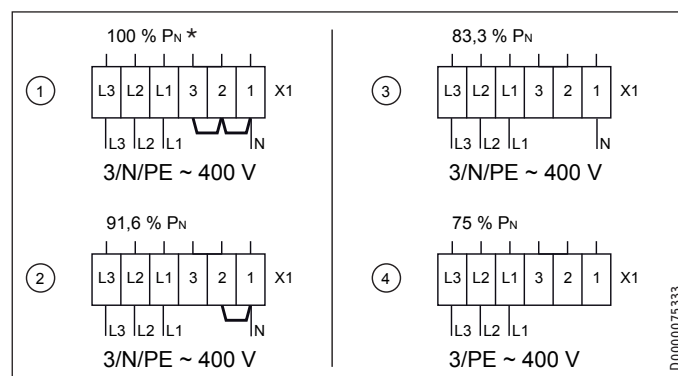 100 % PN *
1
L3 L2 L1 3 2 1 X1
L3 L2 L1 N
3/N/PE ~ 400 V
91,6 % PN
2
L3 L2 L1 3 2 1 X1
L3 L2 L1 N
3/N/PE ~ 400 V
83,3 % PN
3
L3 L2 L1 3 2 1 X1
L3 L2 L1 N
3/N/PE ~ 400 V
75 % PN
4
L3 L2 L1 3 2 1 X1
L3 L2 L1
3/PE ~ 400 V
D0000075333